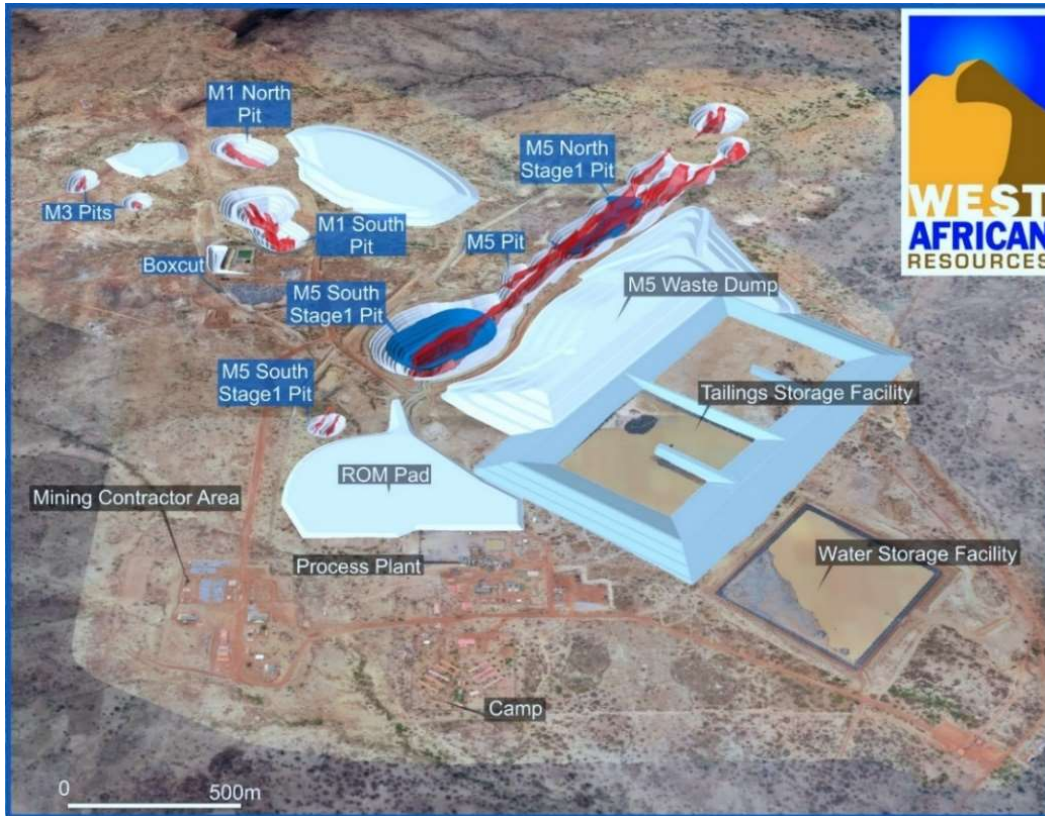 WEST
AFRICAN
RESOURCES
M1 North
Pit
M5 North
Stage1 Pit
M3 Pits
M1 South
Pit
M5 Pit
Boxcut
M5 South
Stage1 Pit
M5 Waste Dump
M5 South
Stage1 Pit
Tailings Storage Facility
ROM Pad
Mining Contractor Area
Water Storage Facility
Process Plant
Camp
0
500m